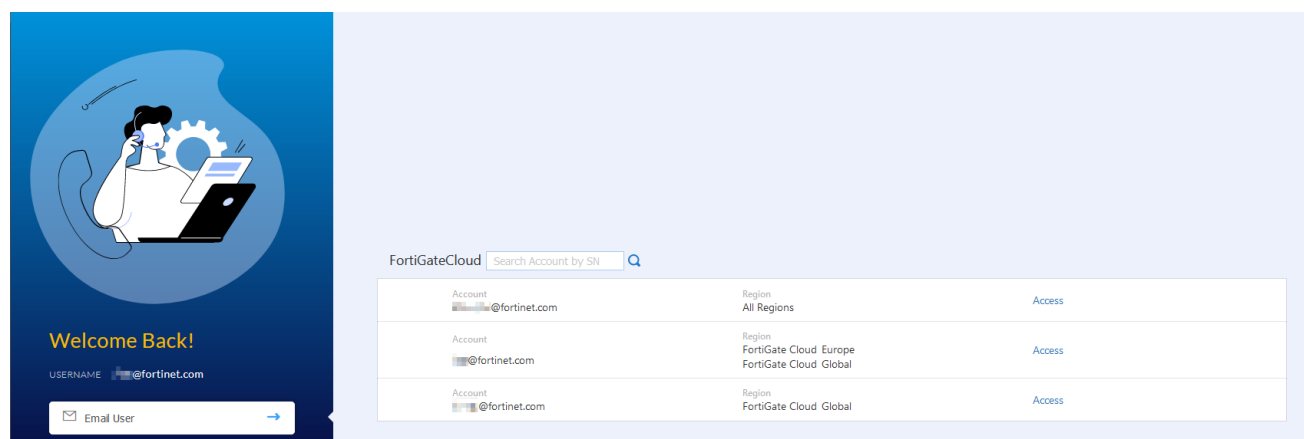 Welcome Back!
USERNAME @fortinet.com
Email User
FortiGateCloud Search Account by SN
Account Region
@fortinet.com All Regions Access
Account Region
@fortinet.com FortiGate Cloud Europe Access
FortiGate Cloud Global
Account Region
@fortinet.com FortiGate Cloud Global Access